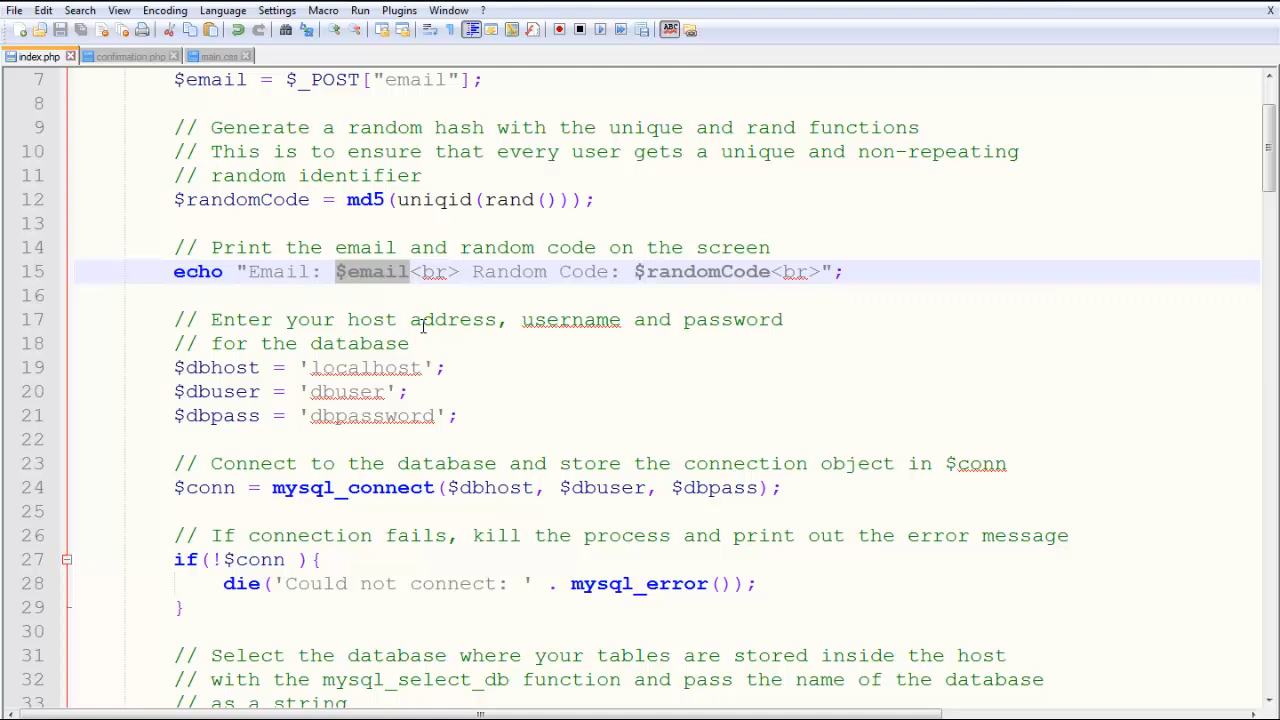 File Edit Search View Encoding Language Settings Macro Run Plugins Window X
index.php confirmation.php main.css
7 $email = $_POST["email"];
8
9 // Generate a random hash with the unique and rand functions
10 // This is to ensure that every user gets a unique and non-repeating
11 // random identifier
12 $randomCode = md5(uniqid(rand()));
13
14 // Print the email and random code on the screen
15 echo "Email: $email<br> Random Code: $randomCode<br>";
16
17 // Enter your host address, username and password
18 // for the database
19 $dbhost = 'localhost';
20 $dbuser = 'dbuser';
21 $dbpass = 'dbpassword';
22
23 // Connect to the database and store the connection object in $conn
24 $conn = mysql_connect($dbhost, $dbuser, $dbpass);
25
26 // If connection fails, kill the process and print out the error message
27 if(!$conn ){
28 die('Could not connect: ' . mysql_error());
29 }
30
31 // Select the database where your tables are stored inside the host
32 // with the mysql_select_db function and pass the name of the database
33 // as a string